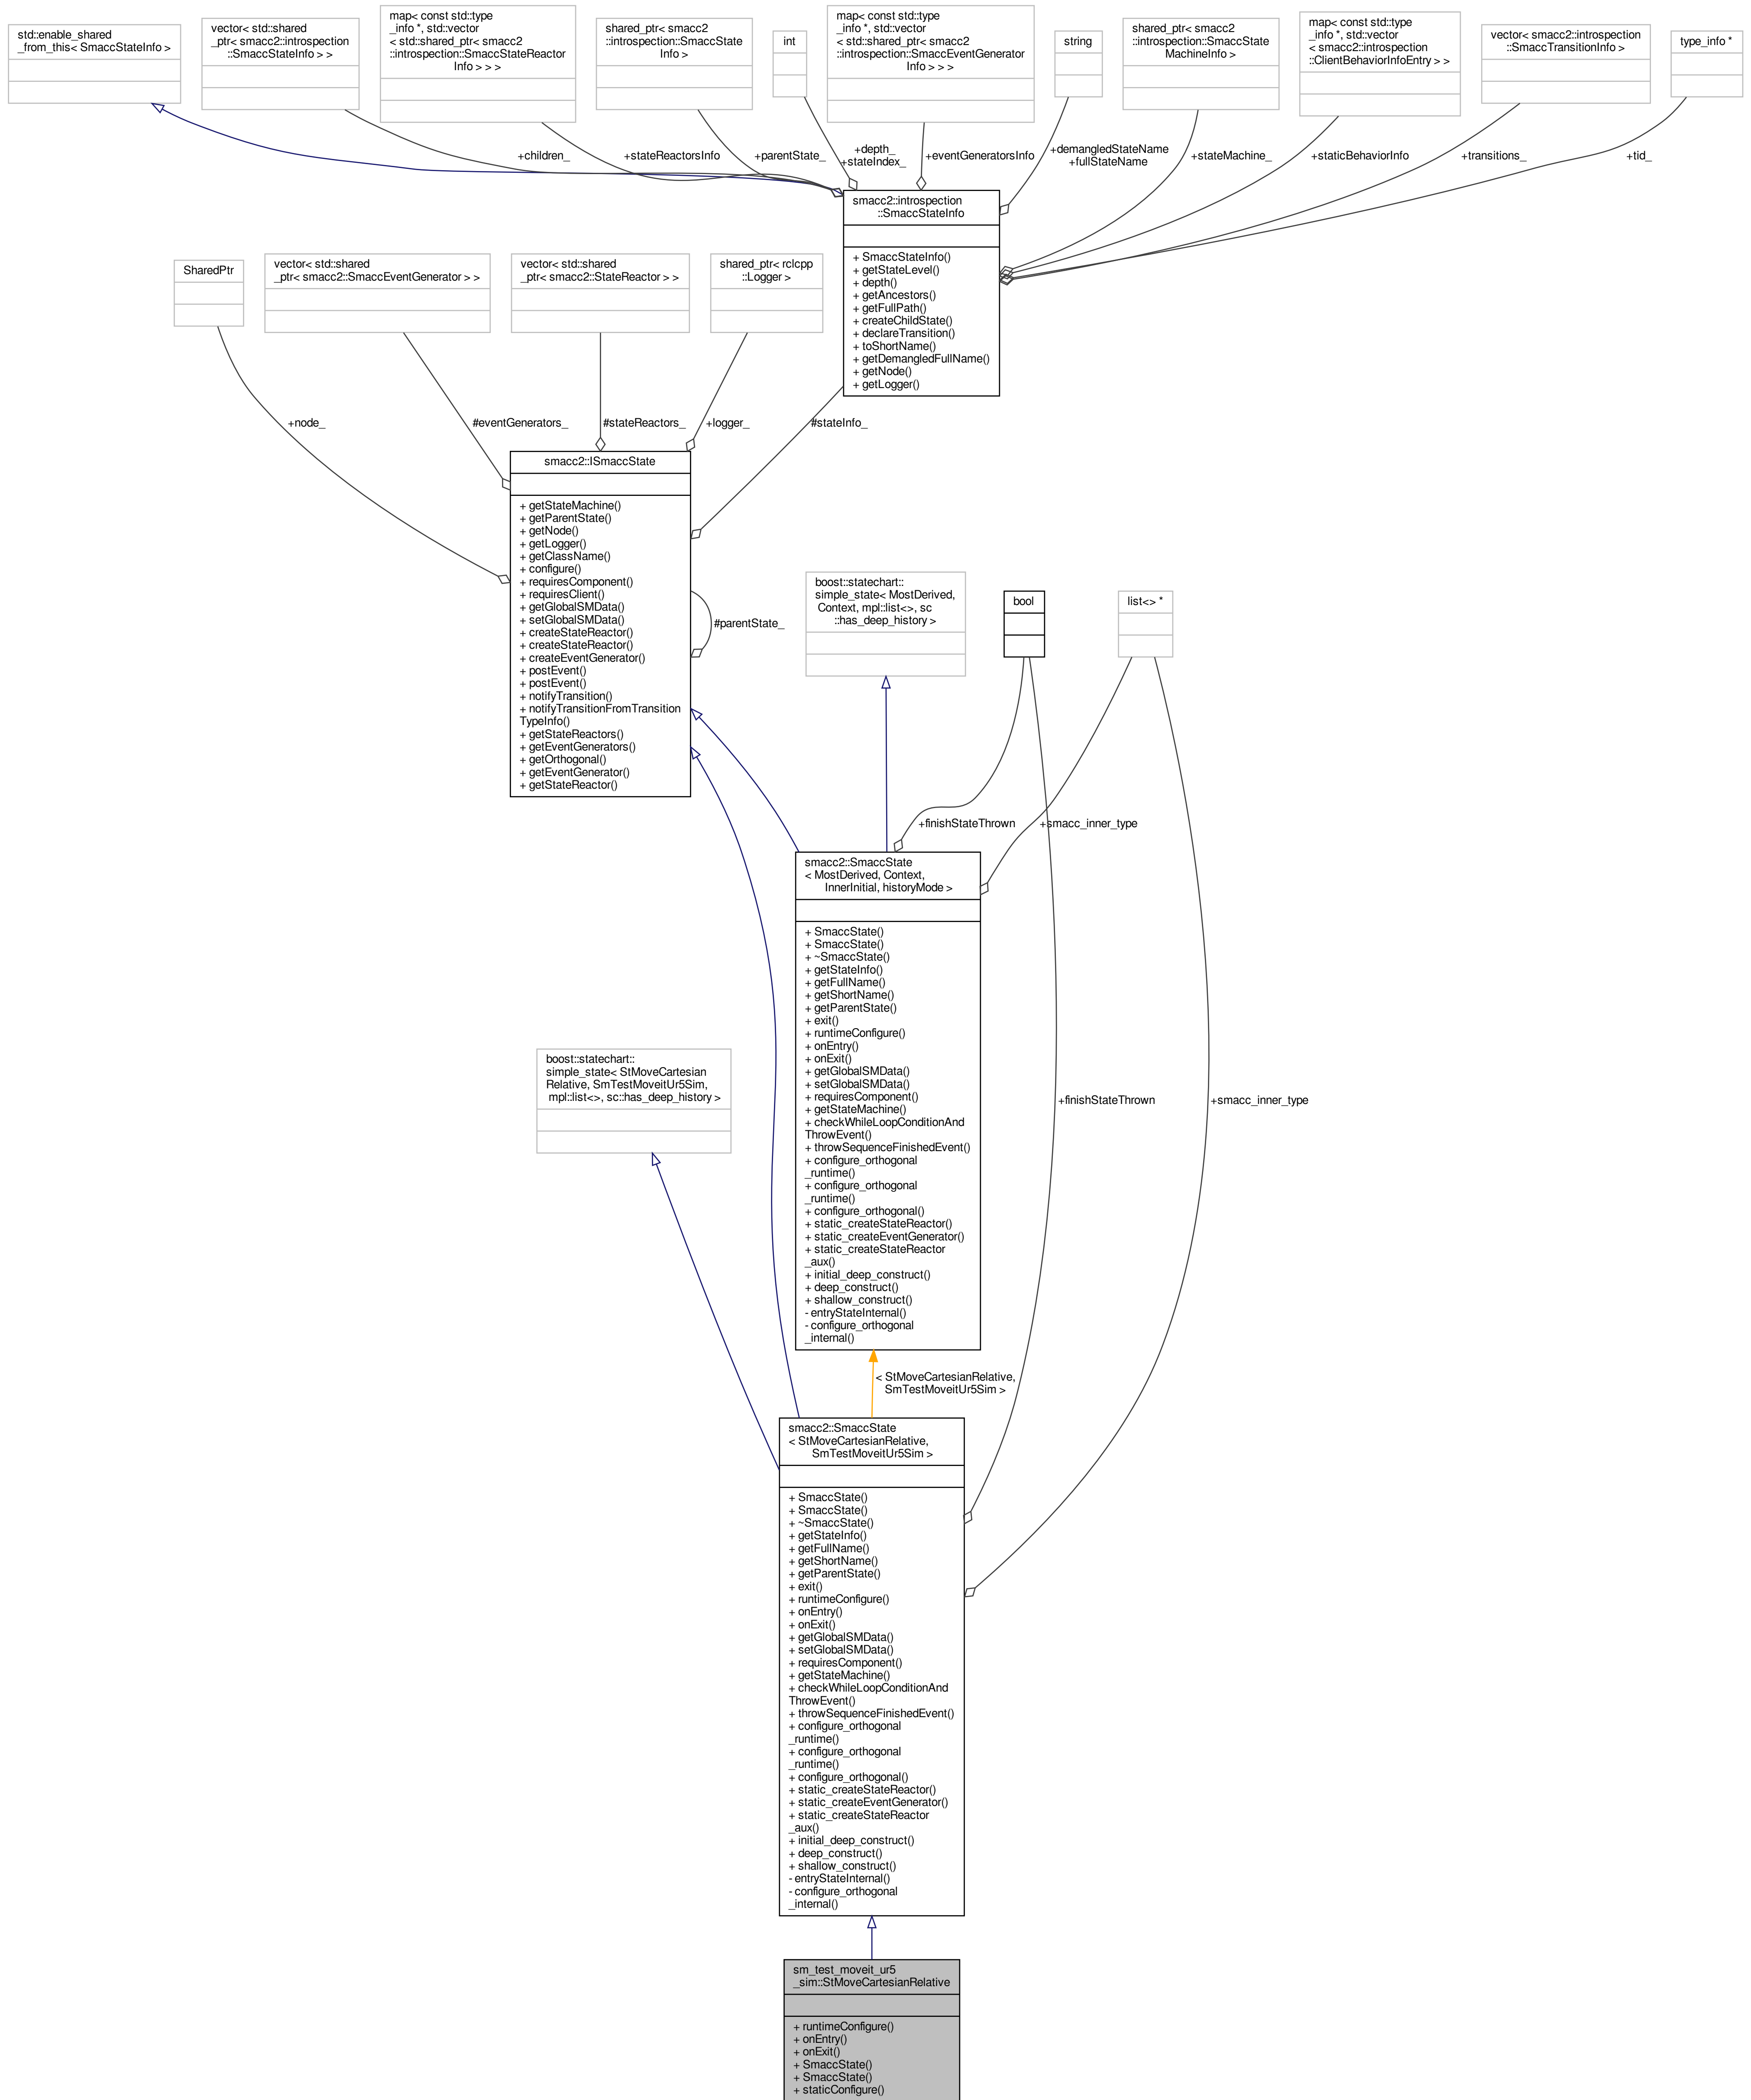 std::enable_shared
_from_this< SmaccStateInfo >
vector< std::shared
_ptr< smacc2::introspection
::SmaccStateInfo > >
map< const std::type
_info *, std::vector
< std::shared_ptr< smacc2
::introspection::SmaccStateReactor
Info > > >
shared_ptr< smacc2
::introspection::SmaccState
Info >
int
map< const std::type
_info *, std::vector
< std::shared_ptr< smacc2
::introspection::SmaccEventGenerator
Info > > >
string
shared_ptr< smacc2
::introspection::SmaccState
MachineInfo >
map< const std::type
_info *, std::vector
< smacc2::introspection
::ClientBehaviorInfoEntry > >
vector< smacc2::introspection
::SmaccTransitionInfo >
type_info *
+children_
+stateReactorsInfo
+parentState_
+depth_
+stateIndex_
+eventGeneratorsInfo
+demangledStateName
+fullStateName
+stateMachine_
+staticBehaviorInfo
+transitions_
+tid_
smacc2::introspection
::SmaccStateInfo
+ SmaccStateInfo()
+ getStateLevel()
+ depth()
+ getAncestors()
+ getFullPath()
+ createChildState()
+ declareTransition()
+ toShortName()
+ getDemangledFullName()
+ getNode()
+ getLogger()
SharedPtr
vector< std::shared
_ptr< smacc2::SmaccEventGenerator > >
vector< std::shared
_ptr< smacc2::StateReactor > >
shared_ptr< rclcpp
::Logger >
+node_
#eventGenerators_
#stateReactors_
+logger_
#stateInfo_
smacc2::ISmaccState
+ getStateMachine()
+ getParentState()
+ getNode()
+ getLogger()
+ getClassName()
+ configure()
+ requiresComponent()
+ requiresClient()
+ getGlobalSMData()
+ setGlobalSMData()
+ createStateReactor()
+ createStateReactor()
+ createEventGenerator()
+ postEvent()
+ postEvent()
+ notifyTransition()
+ notifyTransitionFromTransition
TypeInfo()
+ getStateReactors()
+ getEventGenerators()
+ getOrthogonal()
+ getEventGenerator()
+ getStateReactor()
#parentState_
boost::statechart::
simple_state< MostDerived,
Context, mpl::list<>, sc
::has_deep_history >
bool
list<> *
+finishStateThrown
+smacc_inner_type
smacc2::SmaccState
< MostDerived, Context,
InnerInitial, historyMode >
+ SmaccState()
+ SmaccState()
+ ~SmaccState()
+ getStateInfo()
+ getFullName()
+ getShortName()
+ getParentState()
+ exit()
+ runtimeConfigure()
+ onEntry()
+ onExit()
+ getGlobalSMData()
+ setGlobalSMData()
+ requiresComponent()
+ getStateMachine()
+ checkWhileLoopConditionAnd
ThrowEvent()
+ throwSequenceFinishedEvent()
+ configure_orthogonal
_runtime()
+ configure_orthogonal
_runtime()
+ configure_orthogonal()
+ static_createStateReactor()
+ static_createEventGenerator()
+ static_createStateReactor
_aux()
+ initial_deep_construct()
+ deep_construct()
+ shallow_construct()
- entryStateInternal()
- configure_orthogonal
_internal()
boost::statechart::
simple_state< StMoveCartesian
Relative, SmTestMoveitUr5Sim,
mpl::list<>, sc::has_deep_history >
+finishStateThrown
+smacc_inner_type
< StMoveCartesianRelative,
SmTestMoveitUr5Sim >
smacc2::SmaccState
< StMoveCartesianRelative,
SmTestMoveitUr5Sim >
+ SmaccState()
+ SmaccState()
+ ~SmaccState()
+ getStateInfo()
+ getFullName()
+ getShortName()
+ getParentState()
+ exit()
+ runtimeConfigure()
+ onEntry()
+ onExit()
+ getGlobalSMData()
+ setGlobalSMData()
+ requiresComponent()
+ getStateMachine()
+ checkWhileLoopConditionAnd
ThrowEvent()
+ throwSequenceFinishedEvent()
+ configure_orthogonal
_runtime()
+ configure_orthogonal
_runtime()
+ configure_orthogonal()
+ static_createStateReactor()
+ static_createEventGenerator()
+ static_createStateReactor
_aux()
+ initial_deep_construct()
+ deep_construct()
+ shallow_construct()
- entryStateInternal()
- configure_orthogonal
_internal()
sm_test_moveit_ur5
_sim::StMoveCartesianRelative
+ runtimeConfigure()
+ onEntry()
+ onExit()
+ SmaccState()
+ SmaccState()
+ staticConfigure()